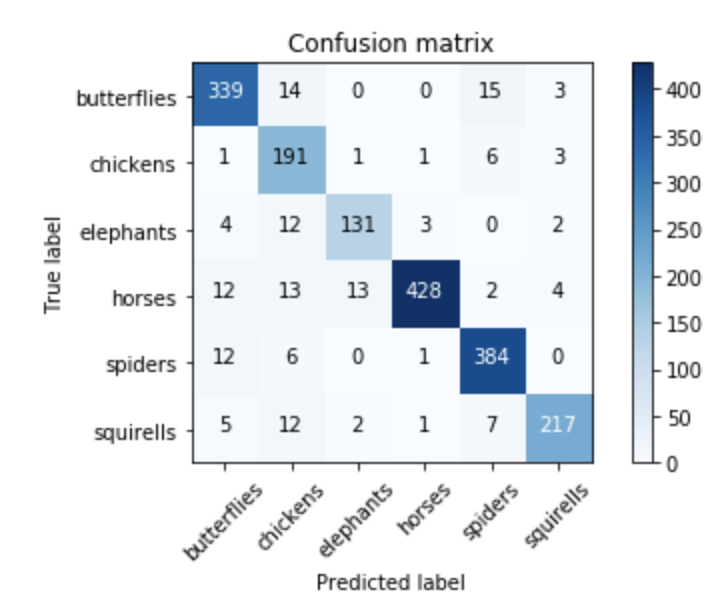 Confusion matrix
butterflies 339 14 0 0 15 3
chickens 1 191 1 1 6 3
elephants 4 12 131 3 0 2
horses 12 13 13 428 2 4
spiders 12 6 0 1 384 0
squirells 5 12 2 1 7 217
True label
butterflies chickens elephants horses spiders squirells
Predicted label
400
350
300
250
200
150
100
50
0